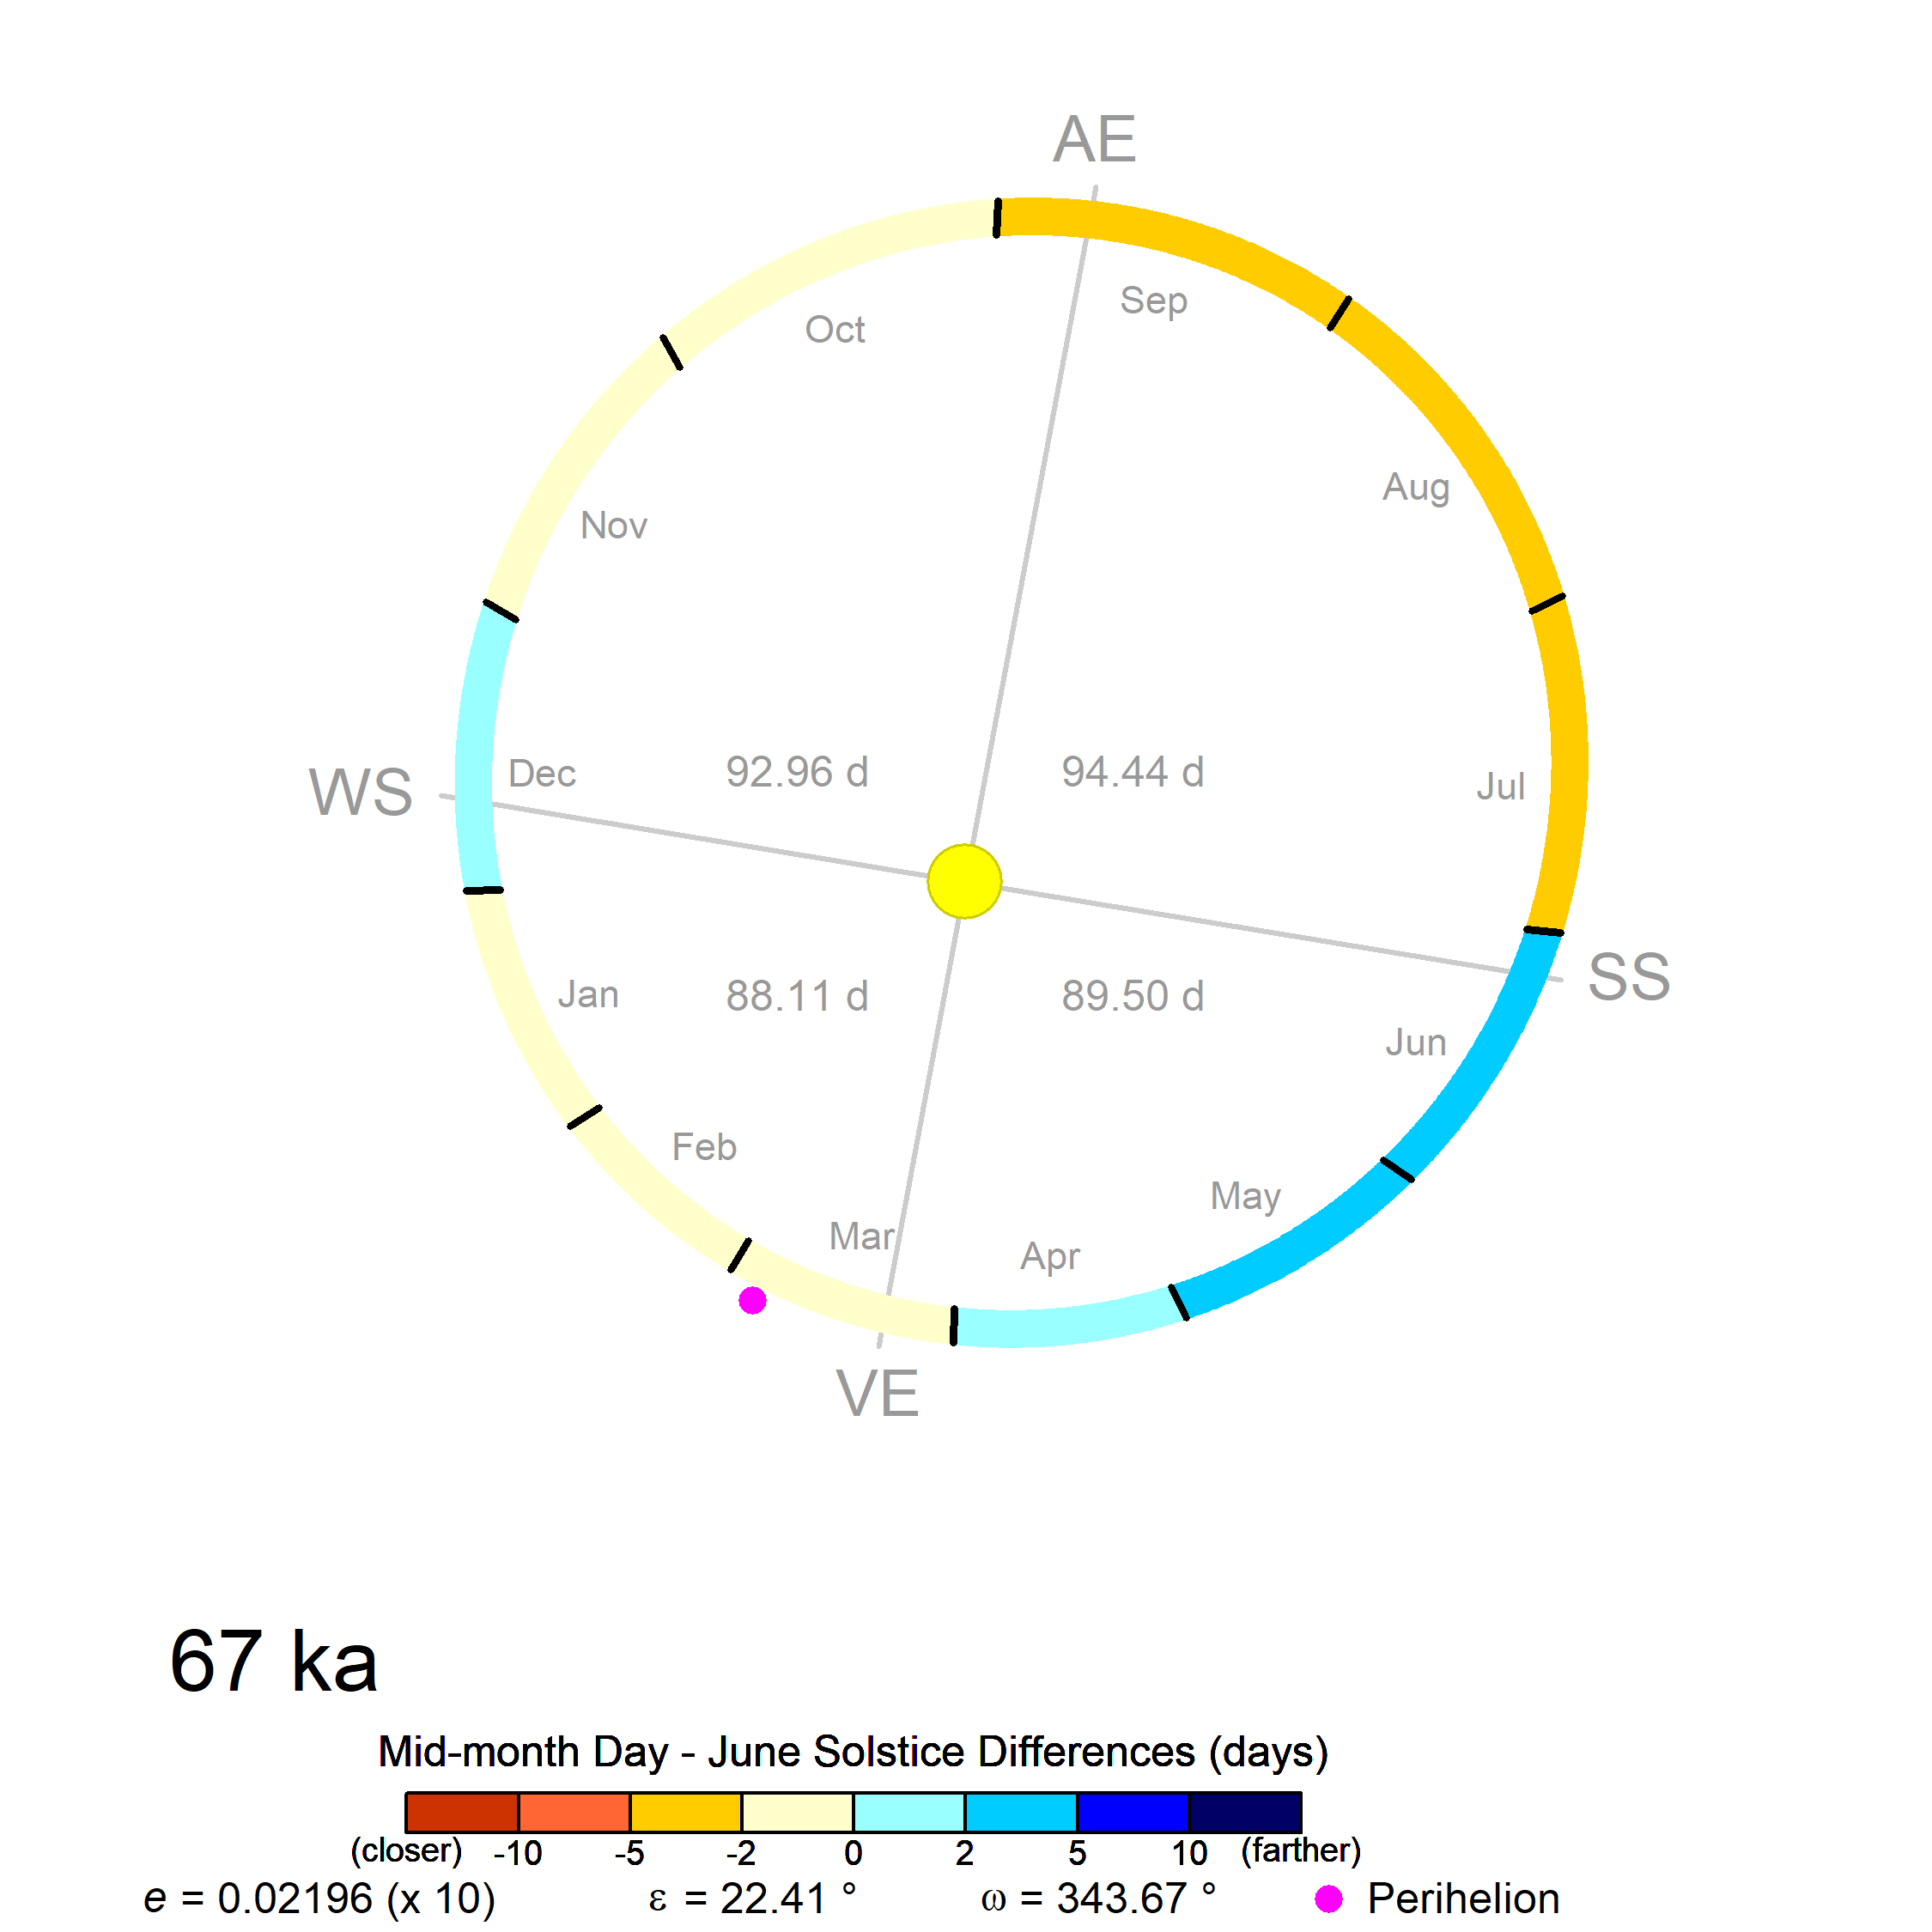 AE
Sep
Oct
Aug
Nov
92.96 d
94.44 d
WS
Dec
Jul
SS
88.11 d
89.50 d
Jan
Jun
Feb
May
Mar
Apr
VE
67 ka
Mid-month Day - June Solstice Differences (days)
(closer) -10 -5 -2 0 2 5 10 (farther)
e = 0.02196 (x 10) ε = 22.41 ° ω = 343.67 ° Perihelion